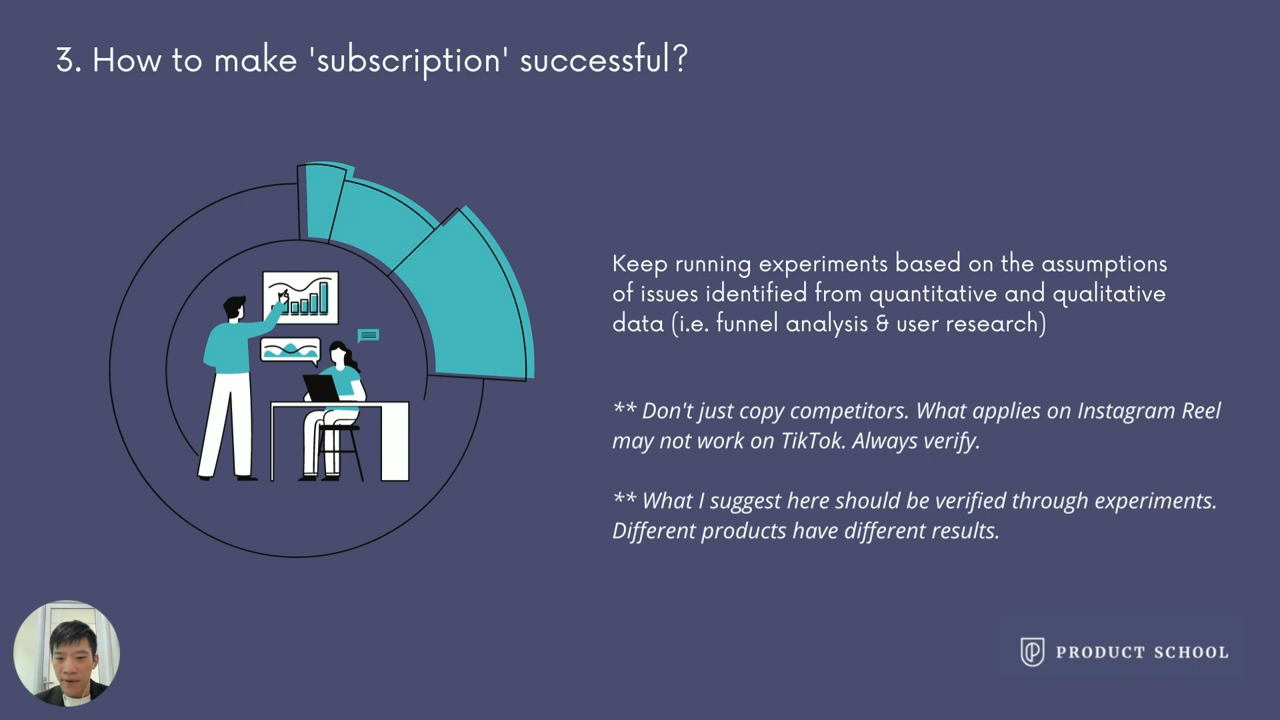 3. How to make 'subscription' successful?
Keep running experiments based on the assumptions
of issues identified from quantitative and qualitative
data (i.e. funnel analysis & user research)
** Don't just copy competitors. What applies on Instagram Reel
may not work on TikTok. Always verify.
** What I suggest here should be verified through experiments.
Different products have different results.
PRODUCT SCHOOL